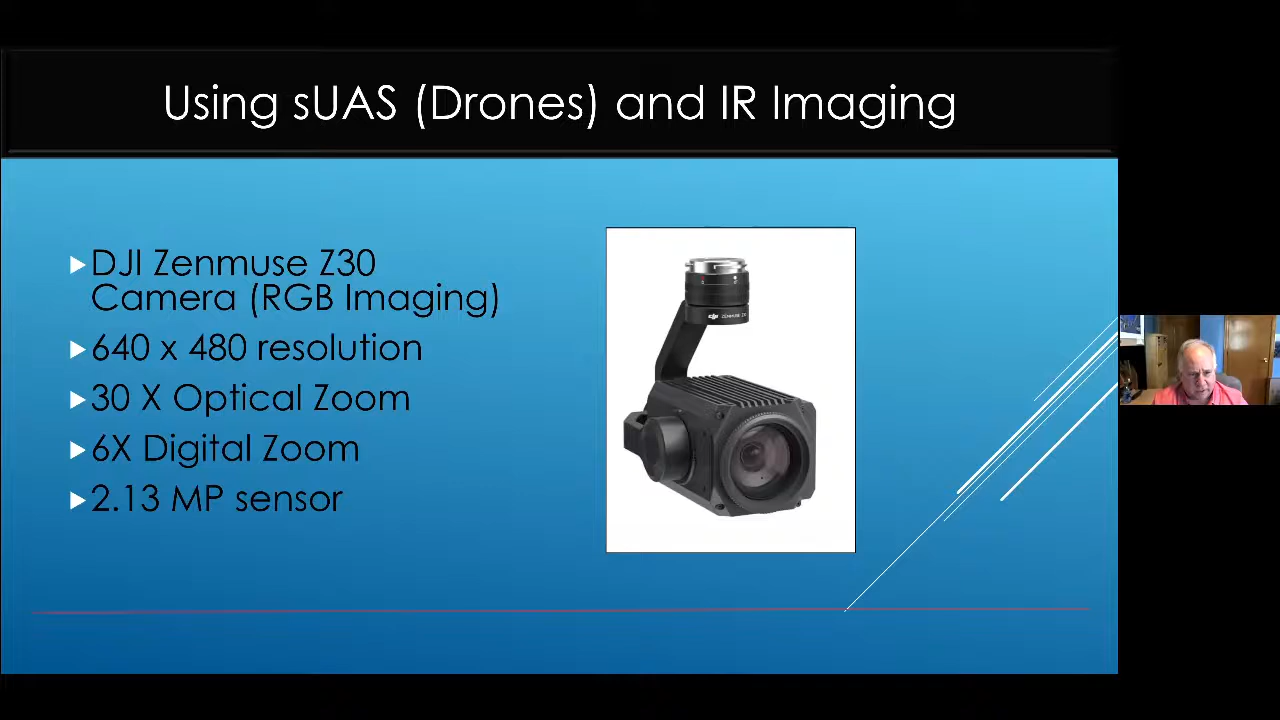 Using sUAS (Drones) and IR Imaging
DJI Zenmuse Z30
Camera (RGB Imaging)
640 x 480 resolution
30 X Optical Zoom
6X Digital Zoom
2.13 MP sensor
dji